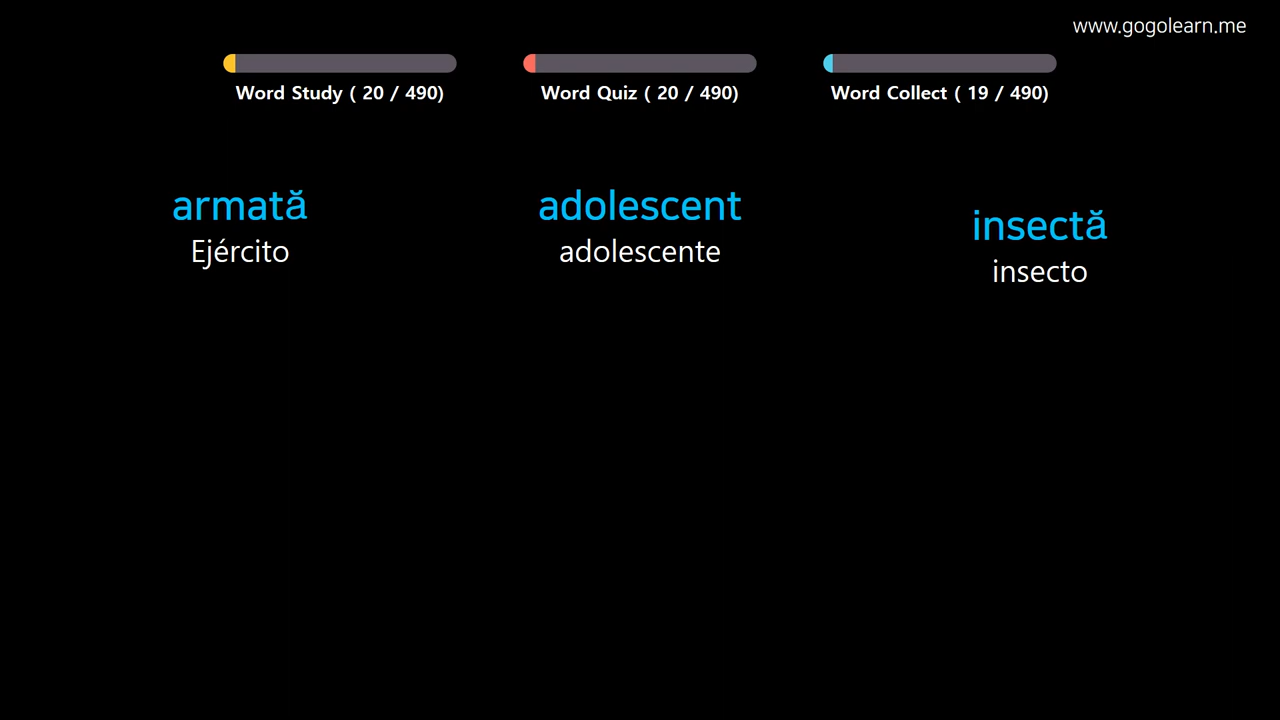 www.gogolearn.me
Word Study ( 20 / 490)
Word Quiz ( 20 / 490)
Word Collect ( 19 / 490)
armată
Ejército
adolescent
adolescente
insectă
insecto